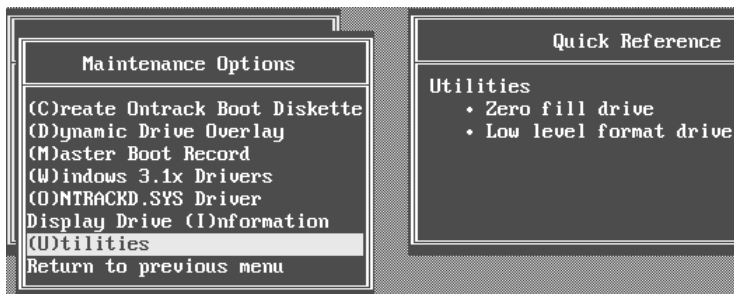 Maintenance Options
(C)reate Ontrack Boot Diskette
(D)ynamic Drive Overlay
(M)aster Boot Record
(W)indows 3.1x Drivers
(O)NTRACKD.SYS Driver
Display Drive (I)nformation
(U)tilities
Return to previous menu
Quick Reference
Utilities
• Zero fill drive
• Low level format drive